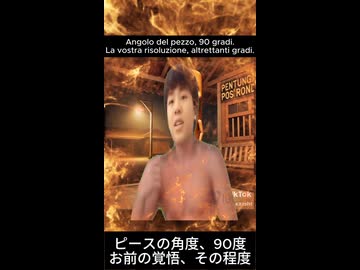 Angolo del pezzo, 90 gradi.
La vostra risoluzione, altrettanti gradi.
PENTUNG
POS RONL
ピースの角度、90度
お前の覚悟、その程度